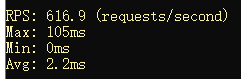 RPS: 616.9 (requests/second)
Max: 105ms
Min: 0ms
Avg: 2.2ms